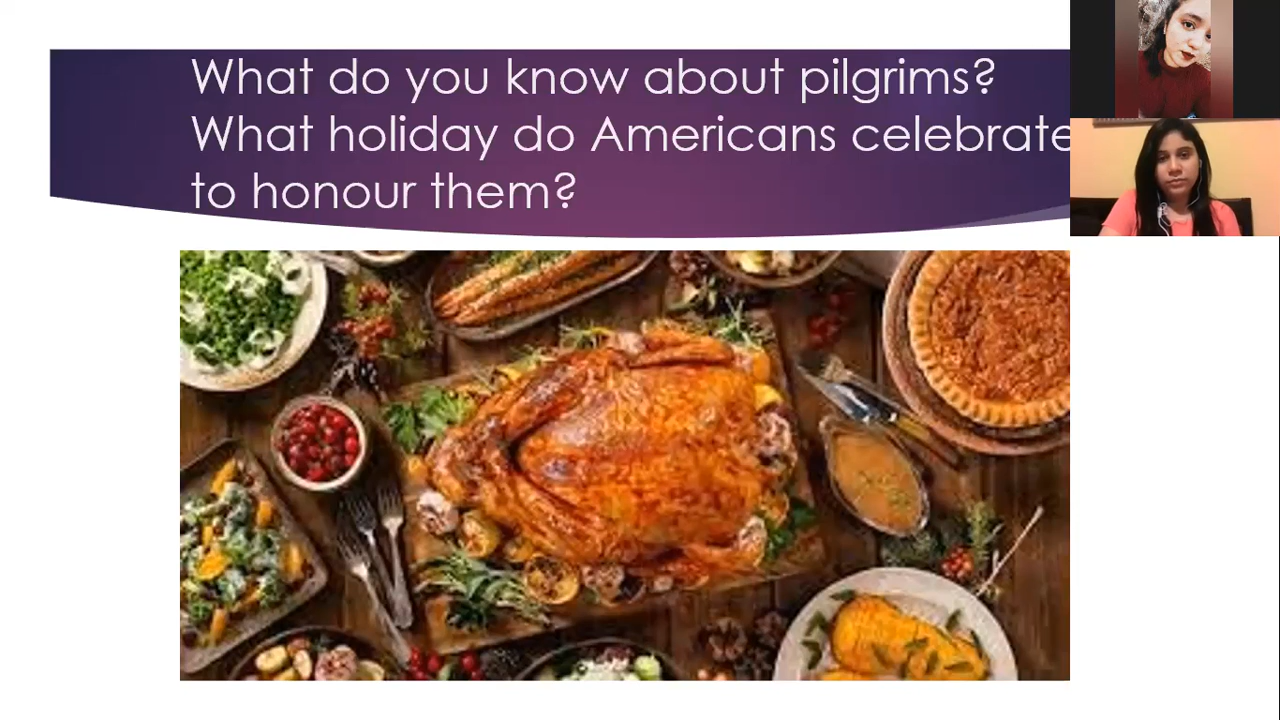 What do you know about pilgrims?
What holiday do Americans celebrate
to honour them?